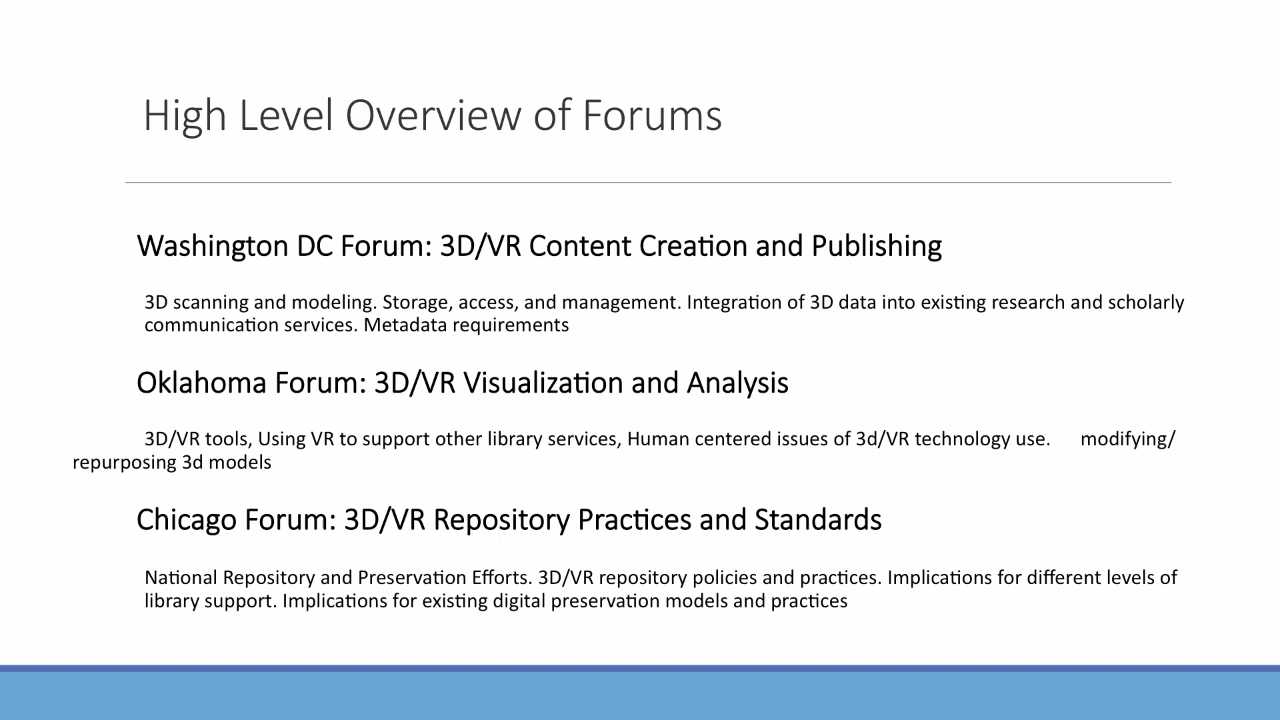 High Level Overview of Forums
Washington DC Forum: 3D/VR Content Creation and Publishing
3D scanning and modeling. Storage, access, and management. Integration of 3D data into existing research and scholarly
communication services. Metadata requirements
Oklahoma Forum: 3D/VR Visualization and Analysis
3D/VR tools, Using VR to support other library services, Human centered issues of 3d/VR technology use. modifying/
repurposing 3d models
Chicago Forum: 3D/VR Repository Practices and Standards
National Repository and Preservation Efforts. 3D/VR repository policies and practices. Implications for different levels of
library support. Implications for existing digital preservation models and practices